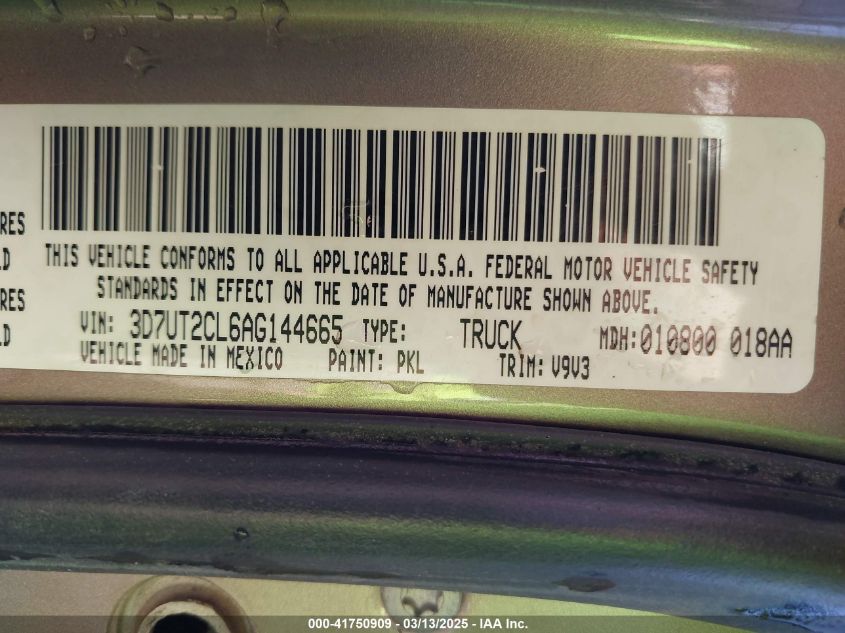 RES
LD
RES
LD
THIS VEHICLE CONFORMS TO ALL APPLICABLE U.S.A. FEDERAL MOTOR VEHICLE SAFETY
STANDARDS IN EFFECT ON THE DATE OF MANUFACTURE SHOWN ABOVE.
VIN: 3D7UT2CL6AG144665 TYPE: TRUCK MDH:010800 018AA
VEHICLE MADE IN MEXICO PAINT: PKL TRIM: V9V3
000-41750909 - 03/13/2025 - IAA Inc.